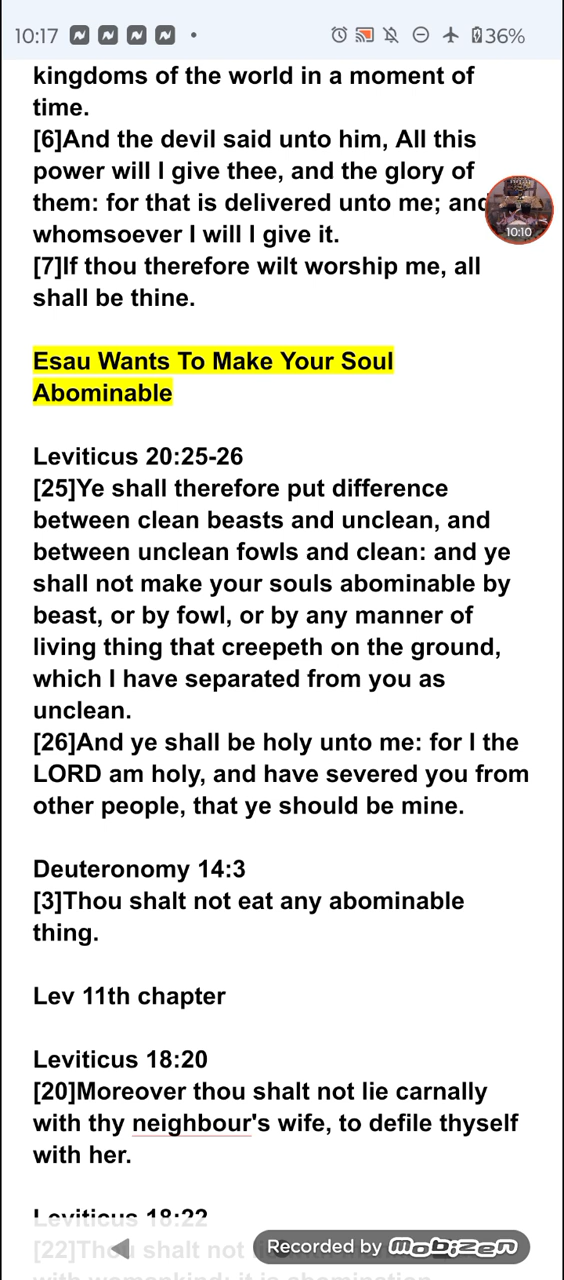 10:17
36%
kingdoms of the world in a moment of
time.
[6]And the devil said unto him, All this
power will I give thee, and the glory of
them: for that is delivered unto me; and
whomsoever I will I give it.
10:10
[7]If thou therefore wilt worship me, all
shall be thine.
Esau Wants To Make Your Soul
Abominable
Leviticus 20:25-26
[25]Ye shall therefore put difference
between clean beasts and unclean, and
between unclean fowls and clean: and ye
shall not make your souls abominable by
beast, or by fowl, or by any manner of
living thing that creepeth on the ground,
which I have separated from you as
unclean.
[26]And ye shall be holy unto me: for I the
LORD am holy, and have severed you from
other people, that ye should be mine.
Deuteronomy 14:3
[3]Thou shalt not eat any abominable
thing.
Lev 11th chapter
Leviticus 18:20
[20]Moreover thou shalt not lie carnally
with thy neighbour's wife, to defile thyself
with her.
Leviticus 18:22
[22]Thou shalt not
Recorded by Mobizen
with womankind: it is abomination